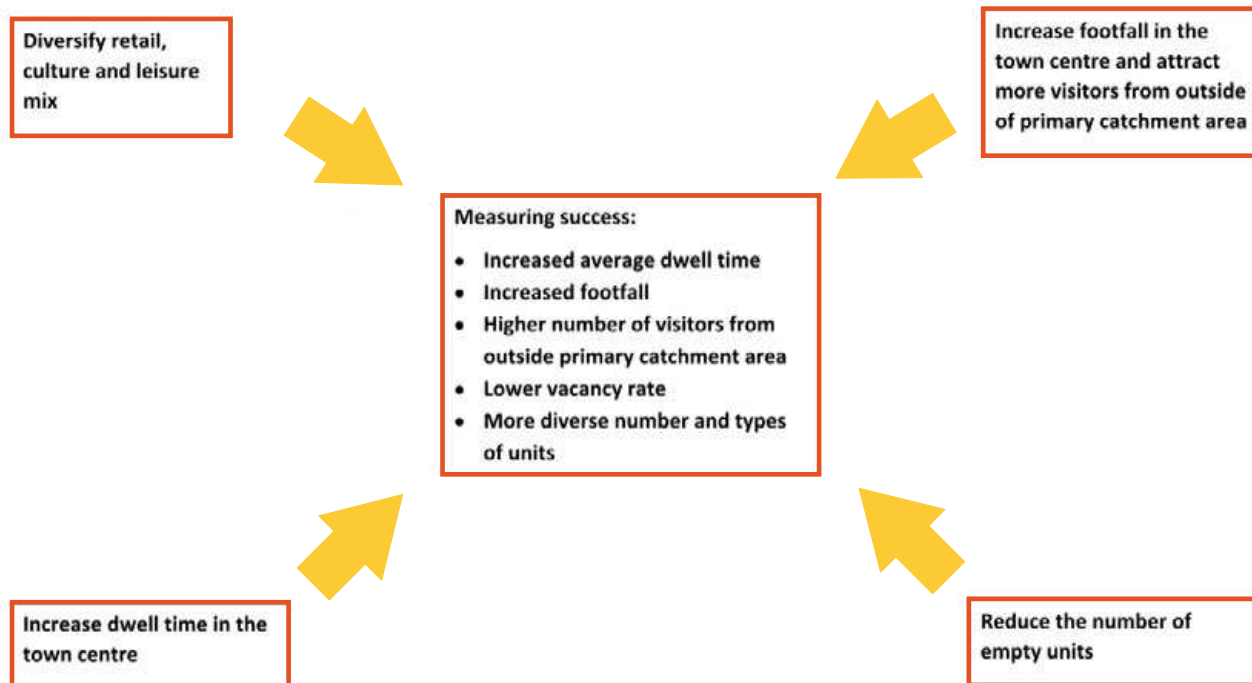 Diversify retail,
culture and leisure
mix
Increase footfall in the
town centre and attract
more visitors from outside
of primary catchment area
Measuring success:
• Increased average dwell time
• Increased footfall
• Higher number of visitors from
outside primary catchment area
• Lower vacancy rate
• More diverse number and types
of units
Increase dwell time in the
town centre
Reduce the number of
empty units